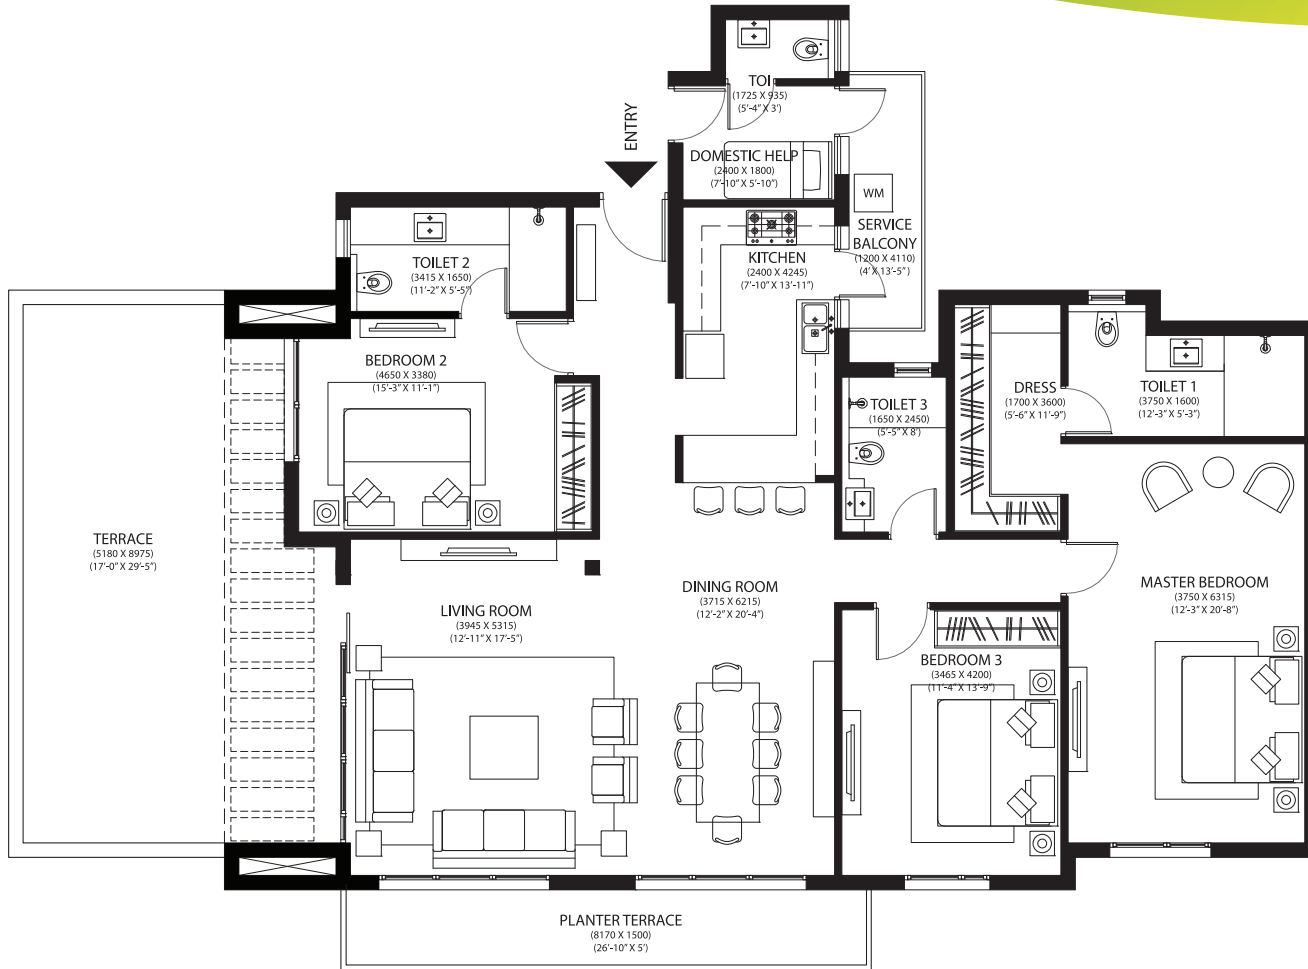 TOI
(1725 X 935)
(5'-4" X 3')
ENTRY
DOMESTIC HELP
(2400 X 1800)
(7'-10" X 5'-10")
WM
SERVICE
BALCONY
(1200 X 4110)
(4' X 13'-5")
KITCHEN
(2400 X 4245)
(7'-10" X 13'-11")
TOILET 2
(3415 X 1650)
(11'-2" X 5'-5")
BEDROOM 2
(4650 X 3380)
(15'-3" X 11'-1")
DRESS
(1700 X 3600)
(5'-6" X 11'-9")
TOILET 1
(3750 X 1600)
(12'-3" X 5'-3")
TOILET 3
(1650 X 2450)
(5'-5" X 8')
TERRACE
(5180 X 8975)
(17'-0" X 29'-5")
LIVING ROOM
(3945 X 5315)
(12'-11" X 17'-5")
DINING ROOM
(3715 X 6215)
(12'-2" X 20'-4")
MASTER BEDROOM
(3750 X 6315)
(12'-3" X 20'-8")
BEDROOM 3
(3465 X 4200)
(11'-4" X 13'-9")
PLANTER TERRACE
(8170 X 1500)
(26'-10" X 5')